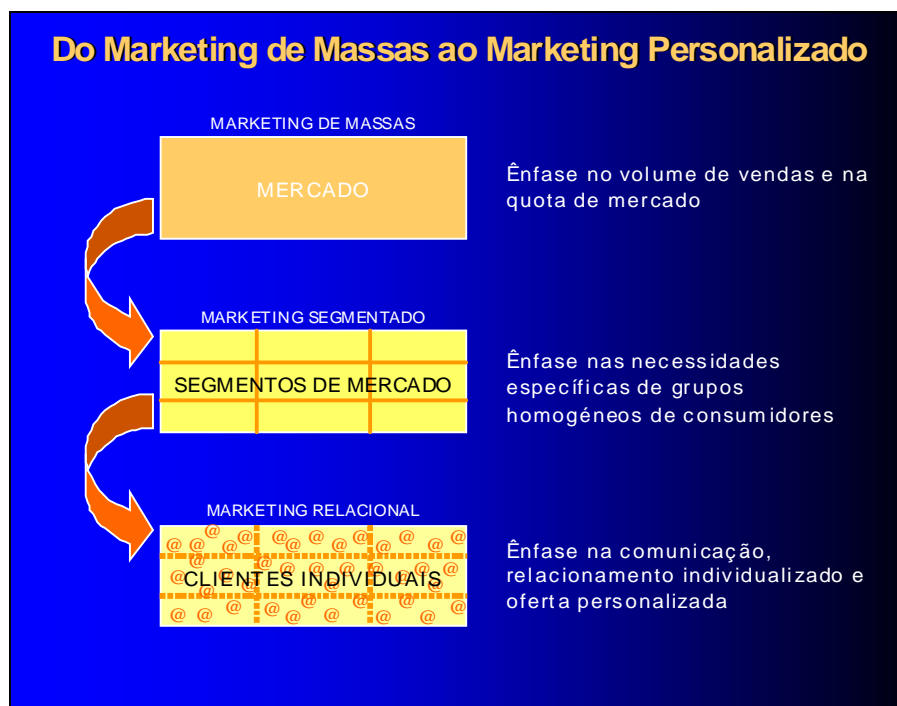 Do Marketing de Massas ao Marketing Personalizado
MARKETING DE MASSAS
MERCADO
Ênfase no volume de vendas e na
quota de mercado
MARKETING SEGMENTADO
SEGMENTOS DE MERCADO
Ênfase nas necessidades
específicas de grupos
homogéneos de consumidores
MARKETING RELACIONAL
@ @ @ @ @ @ @ @ @ @ @ @ @
CLIENTES INDIVIDUAIS
@ @ @ @ @ @ @ @ @ @ @
Ênfase na comunicação,
relacionamento individualizado e
oferta personalizada